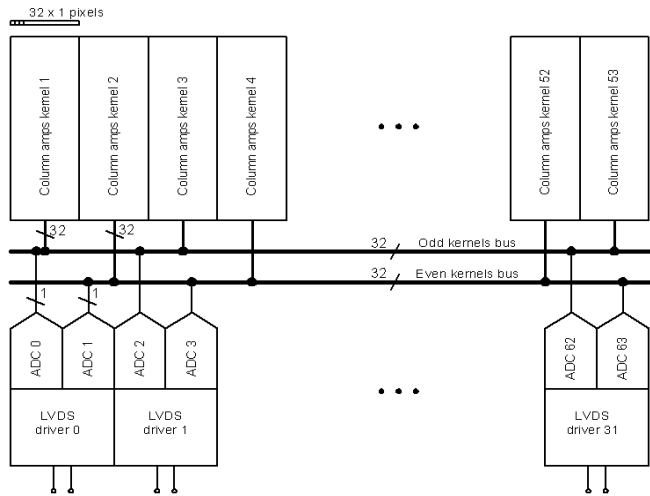 32 x 1 pixels
Column amps kernel 1
Column amps kernel 2
Column amps kernel 3
Column amps kernel 4
Column amps kernel 52
Column amps kernel 53
32
32
32
Odd kernels bus
32
Even kernels bus
1
1
ADC 0
ADC 1
ADC 2
ADC 3
ADC 62
ADC 63
LVDS
driver 0
LVDS
driver 1
LVDS
driver 31